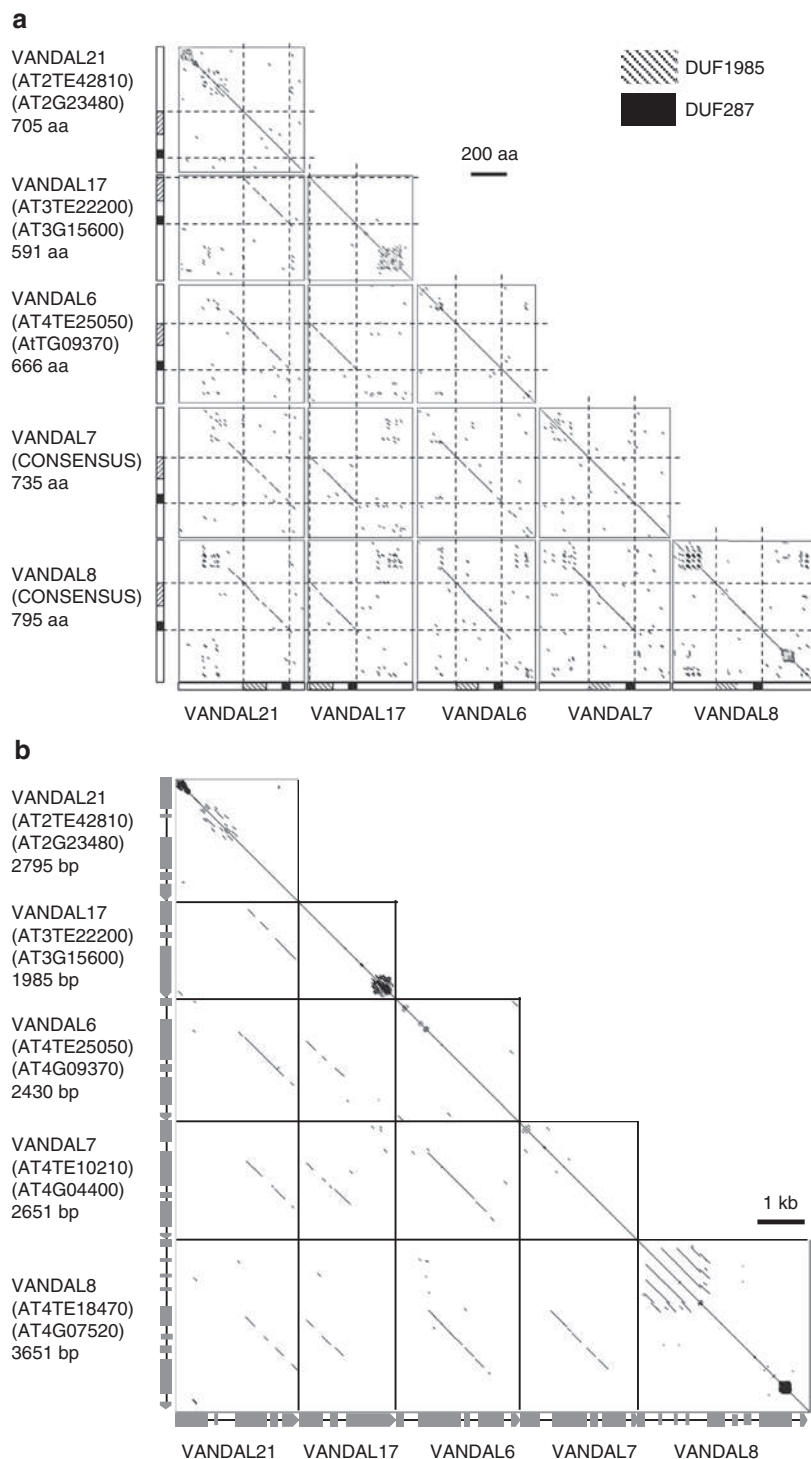 a
VANDAL21
(AT2TE42810)
(AT2G23480)
705 aa
DUF1985
DUF287
200 aa
VANDAL17
(AT3TE22200)
(AT3G15600)
591 aa
VANDAL6
(AT4TE25050)
(AtTG09370)
666 aa
VANDAL7
(CONSENSUS)
735 aa
VANDAL8
(CONSENSUS)
795 aa
VANDAL21 VANDAL17 VANDAL6 VANDAL7 VANDAL8
b
VANDAL21
(AT2TE42810)
(AT2G23480)
2795 bp
VANDAL17
(AT3TE22200)
(AT3G15600)
1985 bp
VANDAL6
(AT4TE25050)
(AT4G09370)
2430 bp
VANDAL7
(AT4TE10210)
(AT4G04400)
2651 bp
1 kb
VANDAL8
(AT4TE18470)
(AT4G07520)
3651 bp
VANDAL21 VANDAL17 VANDAL6 VANDAL7 VANDAL8